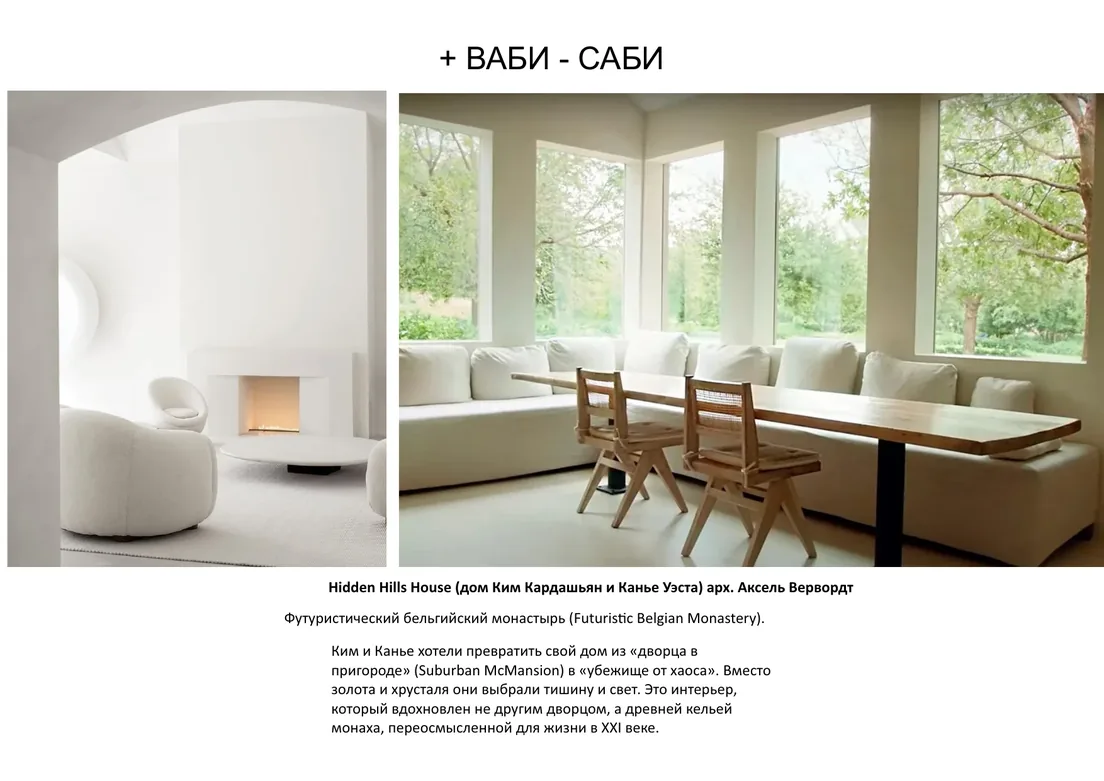 + ВАБИ - САБИ
Hidden Hills House (дом Ким Кардашьян и Канье Уэста) арх. Аксель Вервордт
Футуристический бельгийский монастырь (Futuristic Belgian Monastery).
Ким и Канье хотели превратить свой дом из «дворца в
пригороде» (Suburban McMansion) в «убежище от хаоса». Вместо
золота и хрусталя они выбрали тишину и свет. Это интерьер,
который вдохновлен не другим дворцом, а древней кельей
монаха, переосмысленной для жизни в XXI веке.